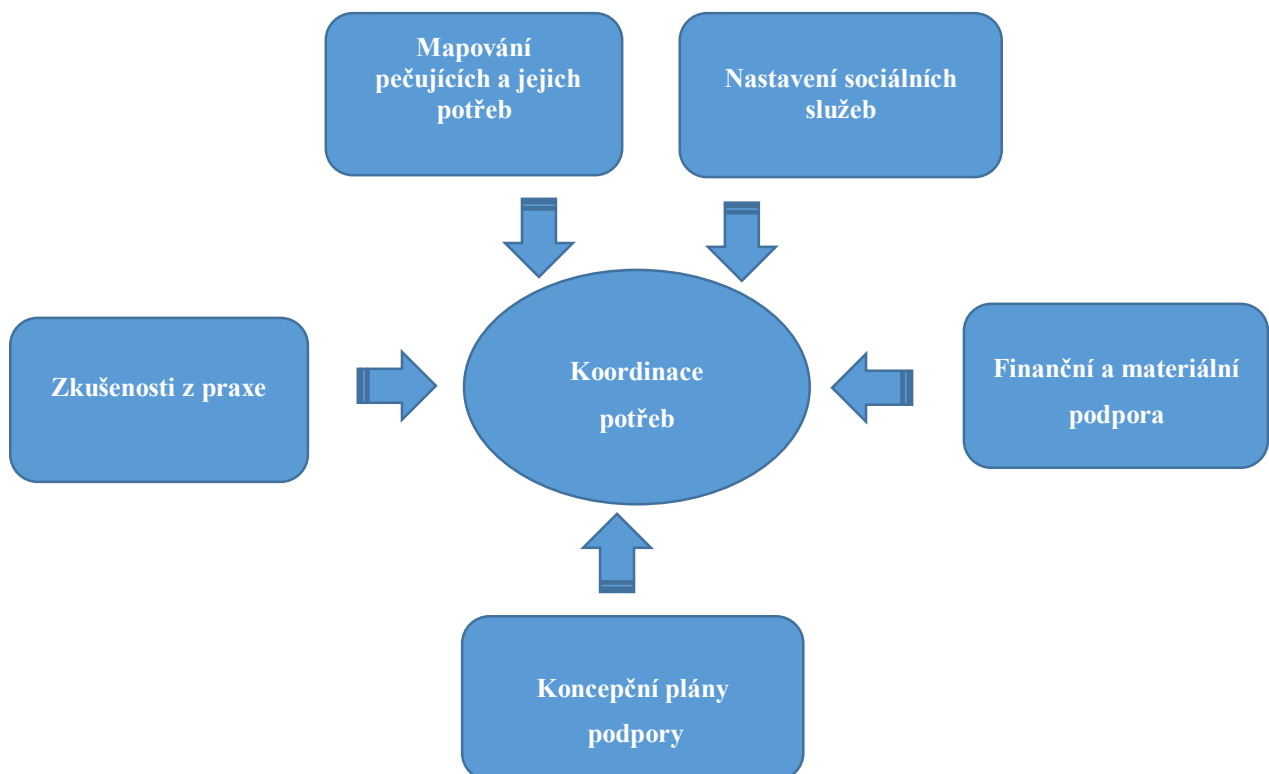 Mapování
pečujících a jejich
potřeb
Nastavení sociálních
služeb
Zkušenosti z praxe
Koordinace
potřeb
Finanční a materiální
podpora
Koncepční plány
podpory